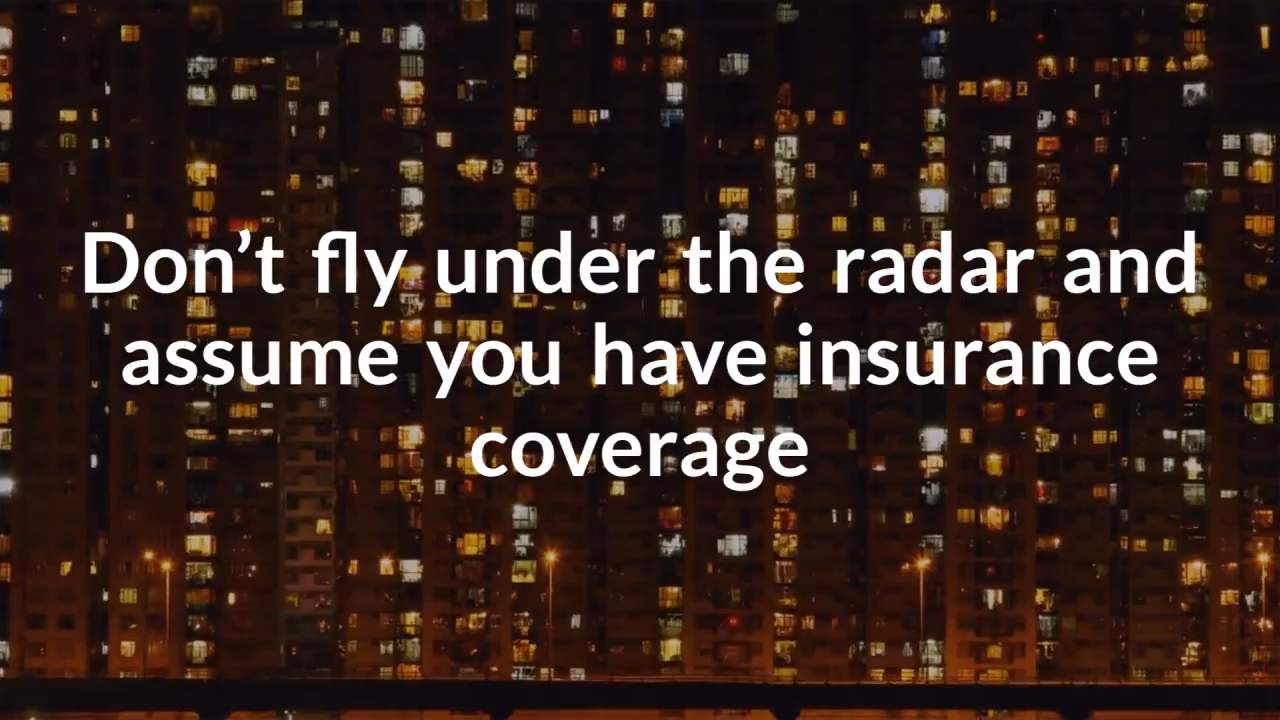 Don’t fly under the radar and
assume you have insurance
coverage